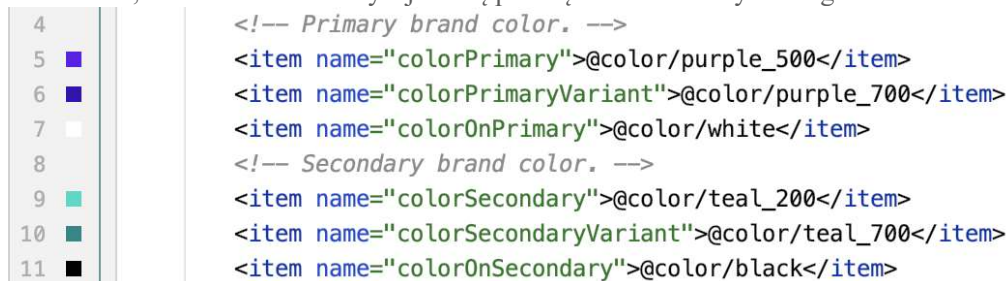 4 <!-- Primary brand color. -->
5 <item name="colorPrimary">@color/purple_500</item>
6 <item name="colorPrimaryVariant">@color/purple_700</item>
7 <item name="colorOnPrimary">@color/white</item>
8 <!-- Secondary brand color. -->
9 <item name="colorSecondary">@color/teal_200</item>
10 <item name="colorSecondaryVariant">@color/teal_700</item>
11 <item name="colorOnSecondary">@color/black</item>